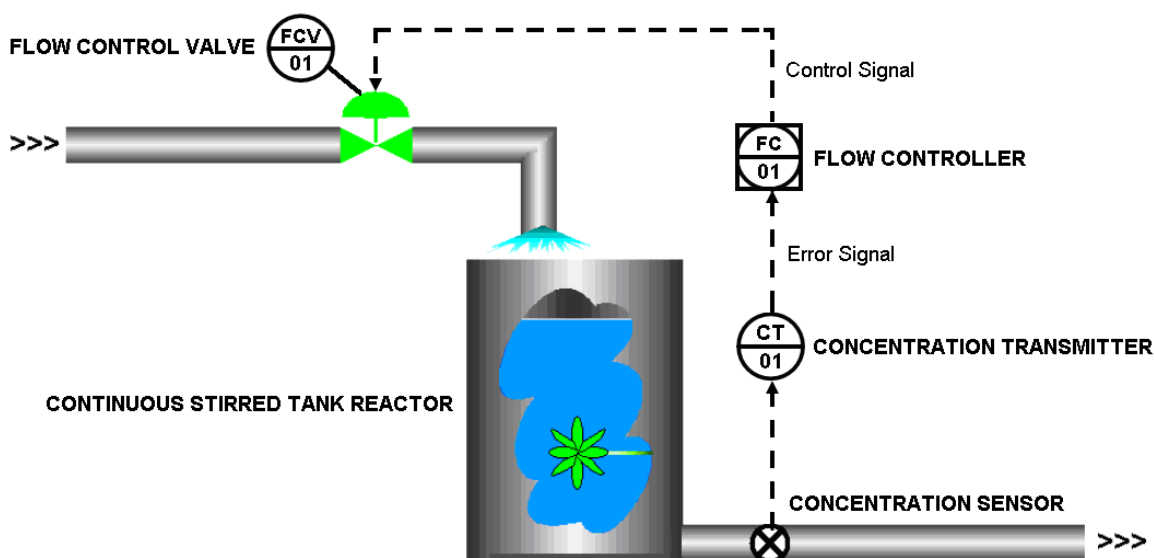 FLOW CONTROL VALVE
FCV
01
Control Signal
>>>
FC
01
FLOW CONTROLLER
Error Signal
CT
01
CONCENTRATION TRANSMITTER
CONTINUOUS STIRRED TANK REACTOR
CONCENTRATION SENSOR
>>>